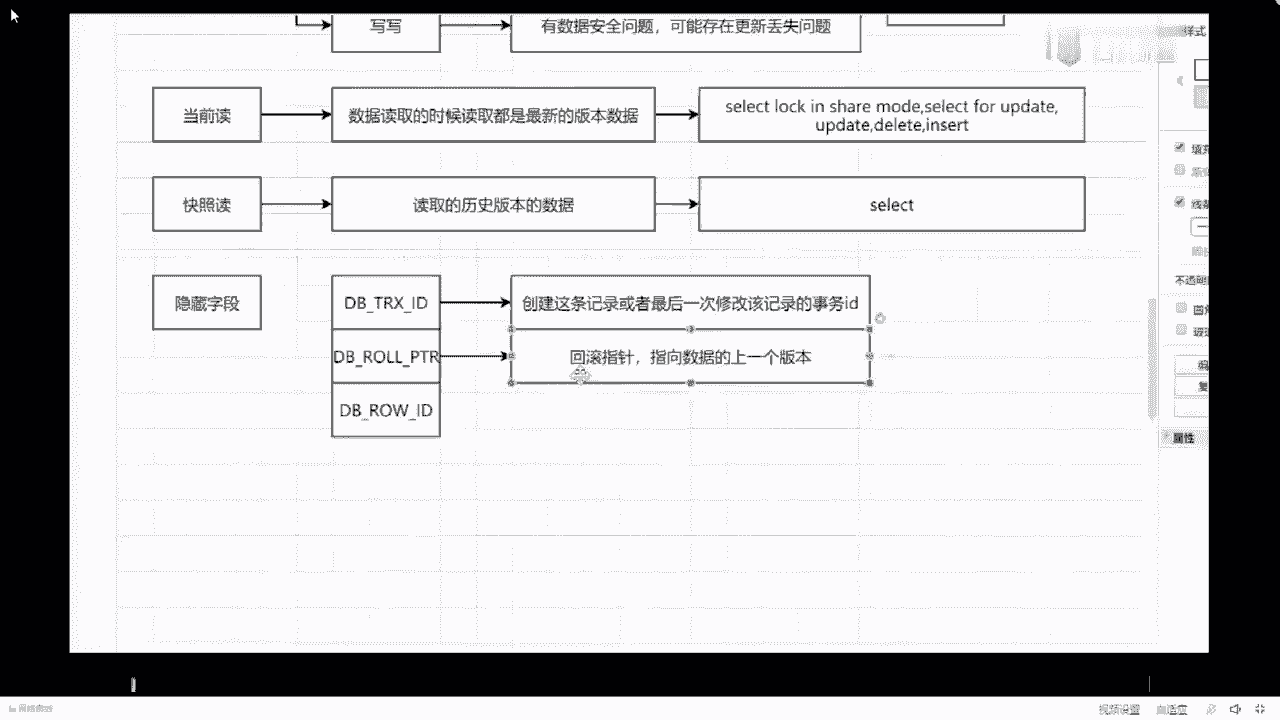 写写
有数据安全问题，可能存在更新丢失问题
样式
当前读
数据读取的时候读取都是最新的版本数据
select lock in share mode,select for update,
update,delete,insert
快照读
读取的历史版本的数据
select
隐藏字段
DB_TRX_ID
创建这条记录或者最后一次修改该记录的事务id
DB_ROLL_PTR
回滚指针，指向数据的上一个版本
DB_ROW_ID
属性
视频设置
自适应